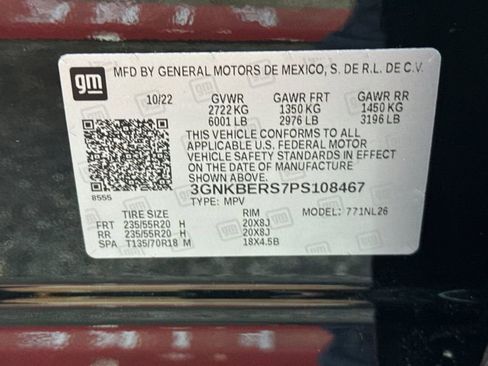 gm
MFD BY GENERAL MOTORS DE MEXICO, S. DE R.L. DE C.V.
10/22 GVWR GAWR FRT GAWR RR
2722 KG 1350 KG 1450 KG
6001 LB 2976 LB 3196 LB
THIS VEHICLE CONFORMS TO ALL
APPLICABLE U.S. FEDERAL MOTOR
VEHICLE SAFETY STANDARDS IN EFFECT
ON THE DATE OF MANUFACTURE
SHOWN ABOVE.
3GNKBERS7PS108467
8555 TYPE: MPV
TIRE SIZE RIM MODEL: 771NL26
FRT 235/55R20 H 20X8J
RR 235/55R20 H 20X8J
SPA T135/70R18 M 18X4.5B